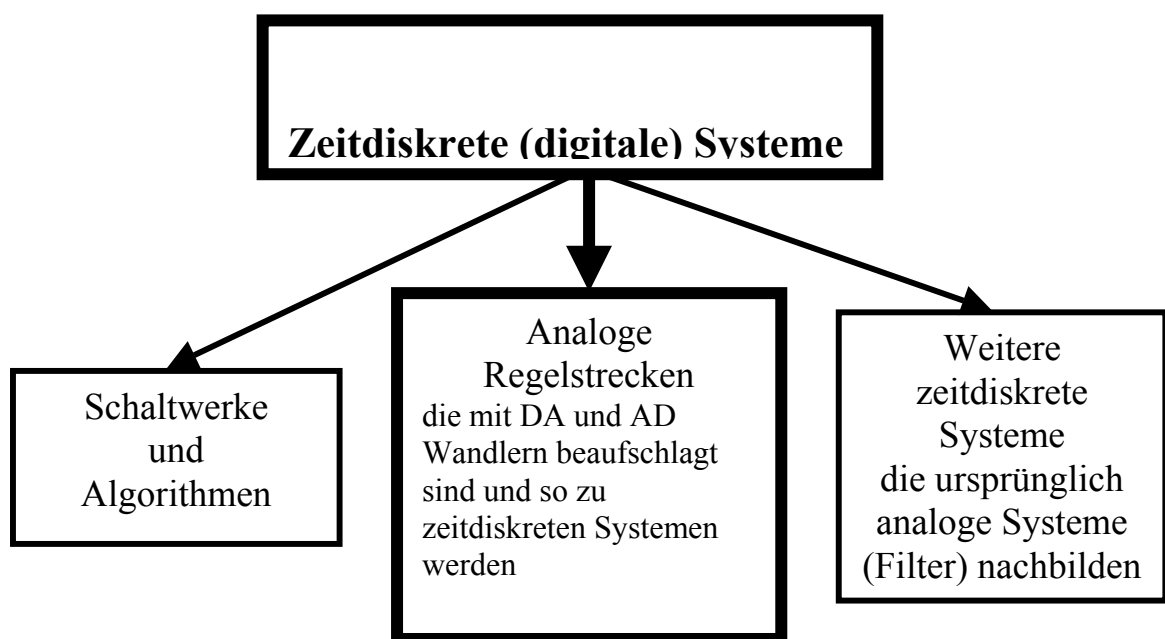 Zeitdiskrete (digitale) Systeme
Schaltwerke
und
Algorithmen
Analoge
Regelstrecken
die mit DA und AD
Wandlern beaufschlagt
sind und so zu
zeitdiskreten Systemen
werden
Weitere
zeitdiskrete
Systeme
die ursprünglich
analoge Systeme
(Filter) nachbilden